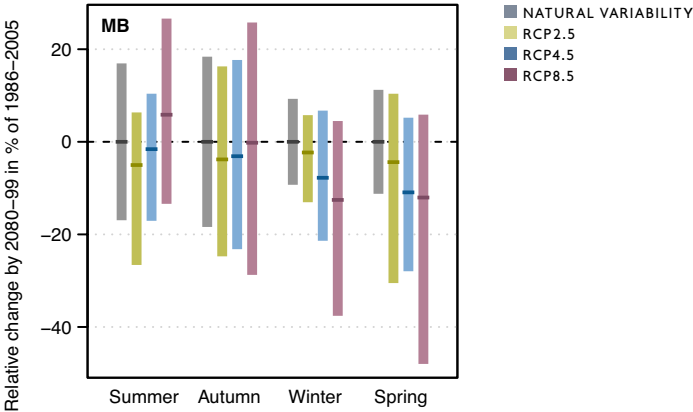 MB
NATURAL VARIABILITY
RCP2.5
RCP4.5
RCP8.5
Relative change by 2080–99 in % of 1986–2005
20
0
−20
−40
Summer Autumn Winter Spring